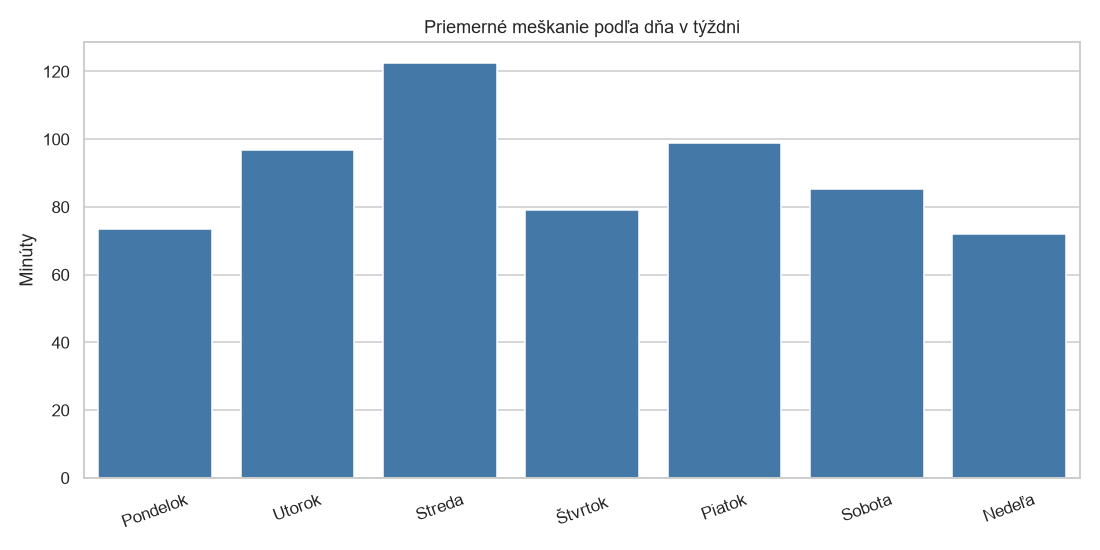 Priemerné meškanie podľa dňa v týždni
Minúty
120
100
80
60
40
20
0
Pondelok
Utorok
Streda
Štvrtok
Piatok
Sobota
Nedeľa